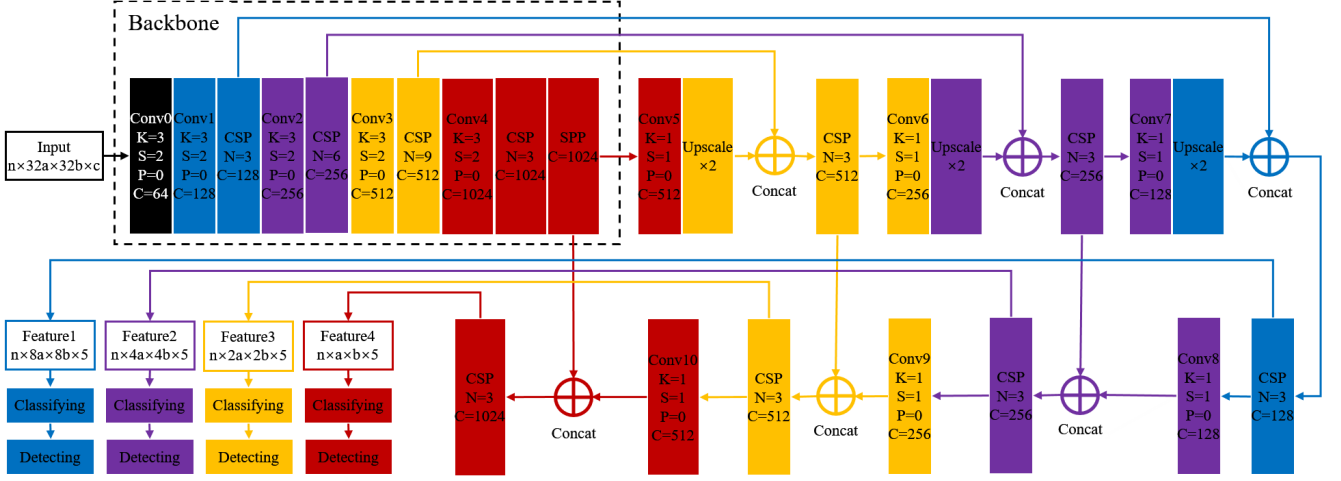 Backbone
Input
n×32a×32b×c
Conv0
K=3
S=2
P=0
C=64
Conv1
K=3
S=2
P=0
C=128
CSP
N=3
C=128
Conv2
K=3
S=2
P=0
C=256
CSP
N=6
C=256
Conv3
K=3
S=2
P=0
C=512
CSP
N=9
C=512
Conv4
K=3
S=2
P=0
C=1024
CSP
N=3
C=1024
SPP
C=1024
Conv5
K=1
S=1
P=0
C=512
Upscale
×2
Concat
CSP
N=3
C=512
Conv6
K=1
S=1
P=0
C=256
Upscale
×2
Concat
CSP
N=3
C=256
Conv7
K=1
S=1
P=0
C=128
Upscale
×2
Concat
Feature1
n×8a×8b×5
Classifying
Detecting
Feature2
n×4a×4b×5
Classifying
Detecting
Feature3
n×2a×2b×5
Classifying
Detecting
Feature4
n×a×b×5
Classifying
Detecting
CSP
N=3
C=1024
Concat
Conv10
K=1
S=1
P=0
C=512
CSP
N=3
C=512
Concat
Conv9
K=1
S=1
P=0
C=256
CSP
N=3
C=256
Concat
Conv8
K=1
S=1
P=0
C=128
CSP
N=3
C=128